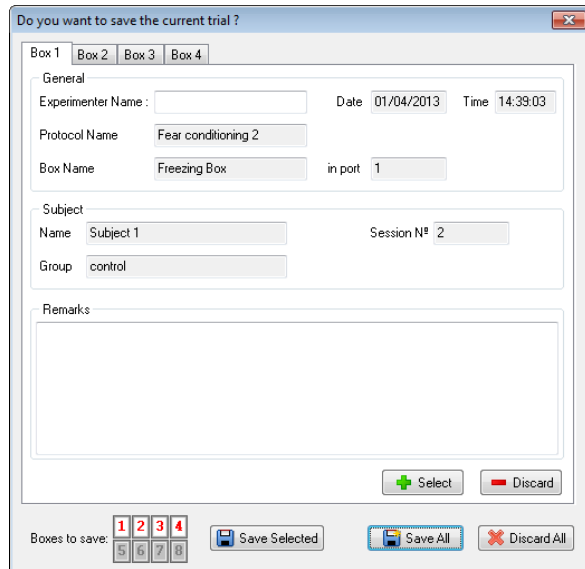 Do you want to save the current trial ?
Box 1 Box 2 Box 3 Box 4
General
Experimenter Name : Date 01/04/2013 Time 14:39:03
Protocol Name Fear conditioning 2
Box Name Freezing Box in port 1
Subject
Name Subject 1 Session Nº 2
Group control
Remarks
Select Discard
Boxes to save: 1 2 3 4 Save Selected Save All Discard All
5 6 7 8